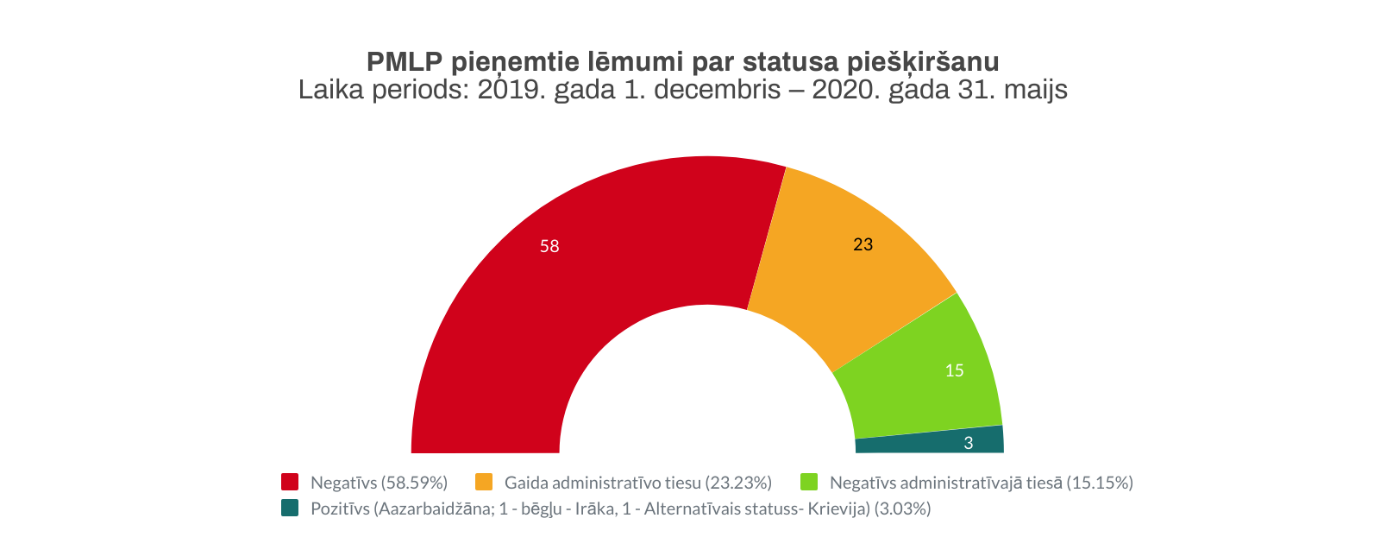 PMLP pieņemtie lēmumi par statusa piešķiršanu
Laika periods: 2019. gada 1. decembris – 2020. gada 31. maijs
58
23
15
3
Negatīvs (58.59%) Gaida administratīvo tiesu (23.23%) Negatīvs administratīvajā tiesā (15.15%)
Pozitīvs (Aazarbaidžāna; 1 - bēgļu - Irāka, 1 - Alternatīvais statuss- Krievija) (3.03%)